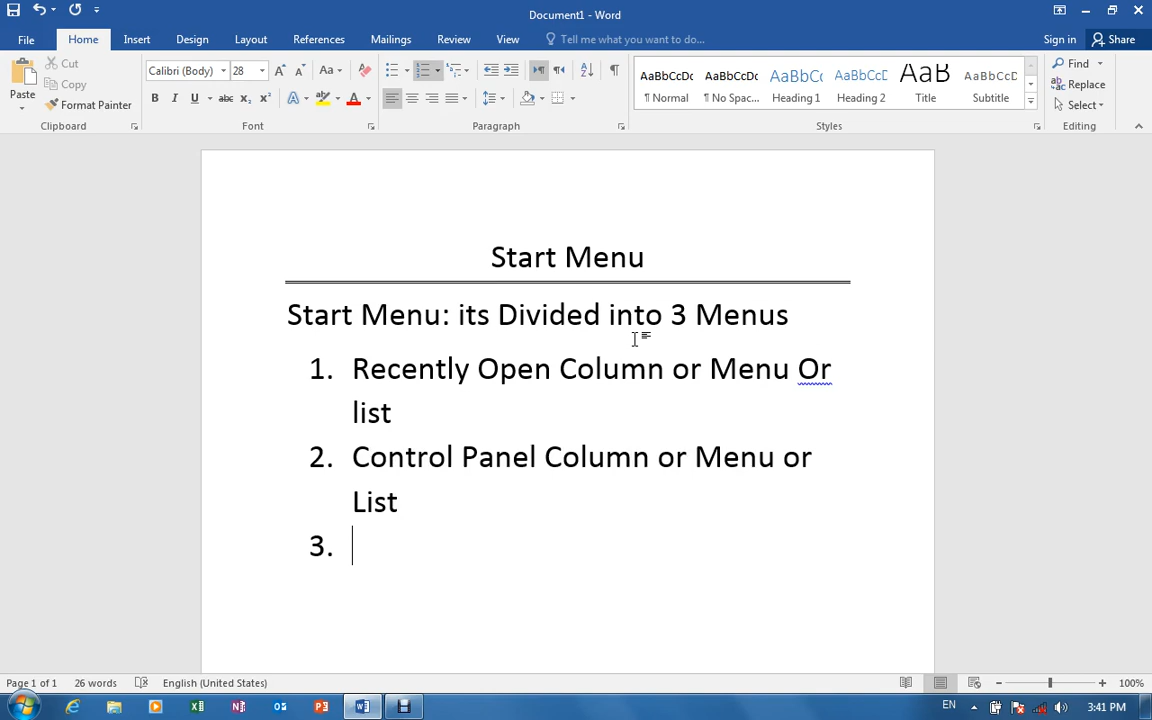 Document1 - Word
File Home Insert Design Layout References Mailings Review View Tell me what you want to do... Sign in Share
Cut
Copy
Format Painter
Paste
Clipboard
Calibri (Body) 28
Font
Paragraph
AaBbCcDc AaBbCcDc AaBbCc AaBbCcD AaB AaBbCcD
¶ Normal ¶ No Spac... Heading 1 Heading 2 Title Subtitle
Styles
Find
Replace
Select
Editing
Start Menu
Start Menu: its Divided into 3 Menus
1. Recently Open Column or Menu Or
list
2. Control Panel Column or Menu or
List
3.
Page 1 of 1 26 words English (United States) 100%
EN 3:41 PM